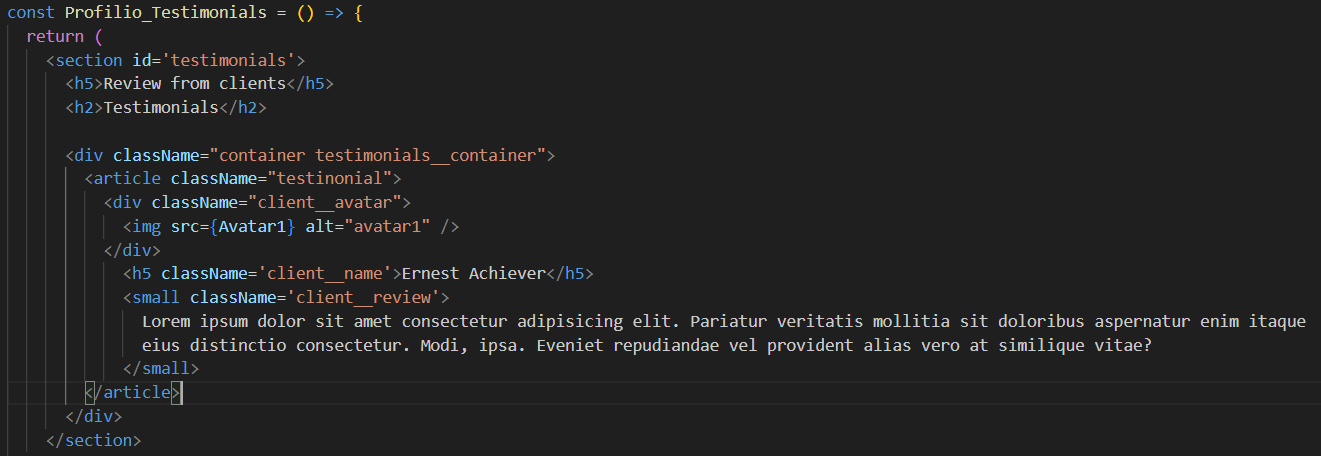 const Profilio_Testimonials = () => {
  return (
    <section id='testimonials'>
      <h5>Review from clients</h5>
      <h2>Testimonials</h2>

      <div className="container testimonials__container">
        <article className="testinonial">
          <div className="client__avatar">
            <img src={Avatar1} alt="avatar1" />
          </div>
            <h5 className='client__name'>Ernest Achiever</h5>
            <small className='client__review'>
              Lorem ipsum dolor sit amet consectetur adipisicing elit. Pariatur veritatis mollitia sit doloribus aspernatur enim itaque
              eius distinctio consectetur. Modi, ipsa. Eveniet repudiandae vel provident alias vero at similique vitae?
            </small>
        </article>
      </div>
    </section>